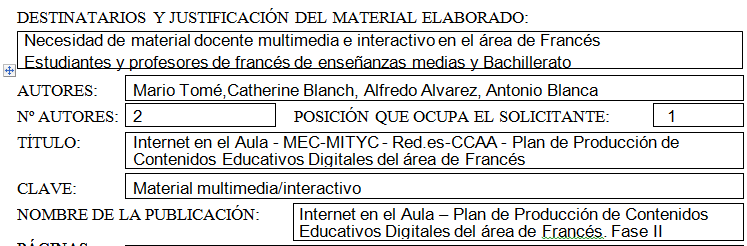 DESTINATARIOS Y JUSTIFICACIÓN DEL MATERIAL ELABORADO:
Necesidad de material docente multimedia e interactivo en el área de Francés
Estudiantes y profesores de francés de enseñanzas medias y Bachillerato
AUTORES: Mario Tomé,Catherine Blanch, Alfredo Alvarez, Antonio Blanca
Nº AUTORES: 2 POSICIÓN QUE OCUPA EL SOLICITANTE: 1
TÍTULO: Internet en el Aula - MEC-MITYC - Red.es-CCAA - Plan de Producción de
Contenidos Educativos Digitales del área de Francés
CLAVE: Material multimedia/interactivo
NOMBRE DE LA PUBLICACIÓN: Internet en el Aula – Plan de Producción de Contenidos
Educativos Digitales del área de Francés. Fase II
PÁGINAS